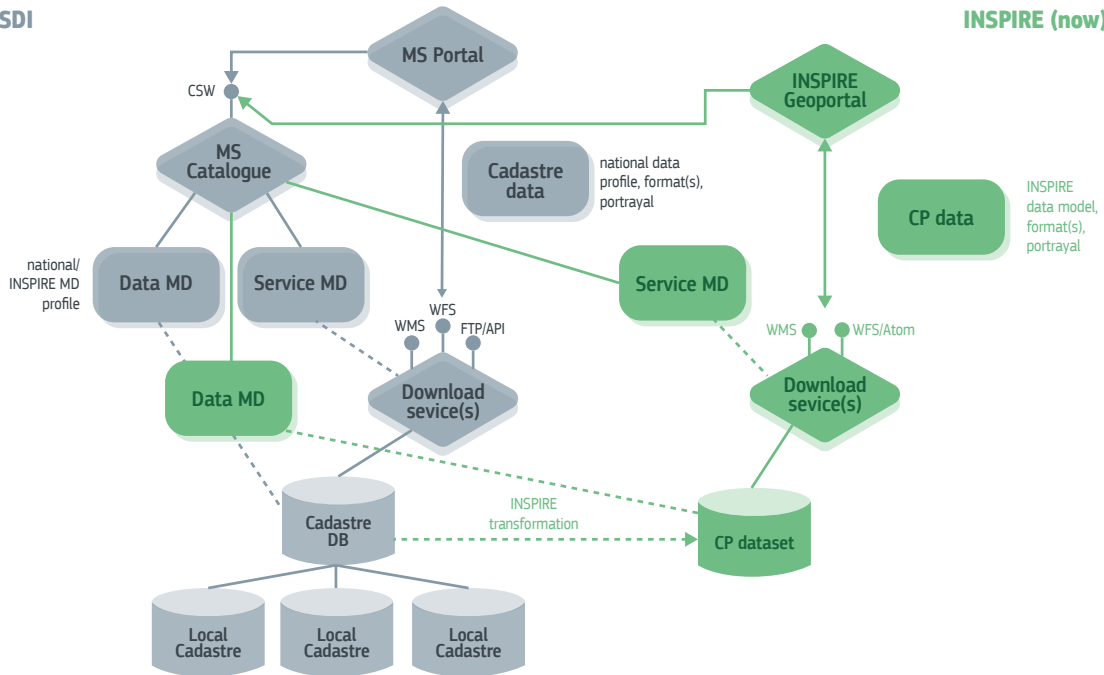 SDI
INSPIRE (now)
MS Portal
INSPIRE
Geoportal
CSW
MS
Catalogue
Cadastre
data
national data
profile, format(s),
portrayal
CP data
INSPIRE
data model,
format(s),
portrayal
national/
INSPIRE MD
profile
Data MD
Service MD
Service MD
WFS
WMS
FTP/API
WMS
WFS/Atom
Data MD
Download
sevice(s)
Download
sevice(s)
INSPIRE
transformation
Cadastre
DB
CP dataset
Local
Cadastre
Local
Cadastre
Local
Cadastre